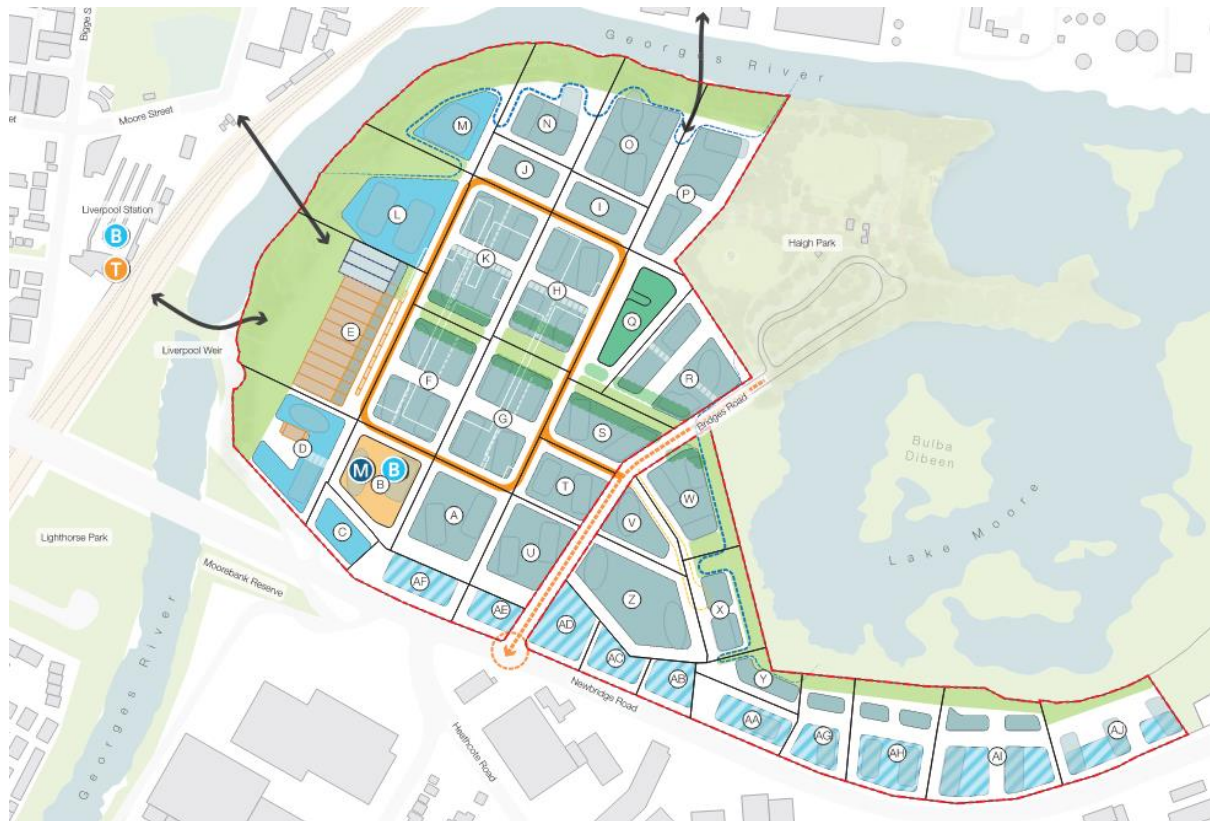 Bigge S
Georges River
Moore Street
et
M
N
O
J
P
Liverpool Station
B
T
L
I
K
Haigh Park
H
Q
E
Liverpool Weir
F
R
G
Bridges Road
S
D
M
B
B
T
W
Bulba
Dibeen
A
V
C
U
Lake Moore
Lighthorse Park
Moorebank Reserve
AF
Z
X
AE
AD
AC
AB
Y
Newbridge Road
AA
AG
AH
AI
AJ
Heathcote Road
Georges River